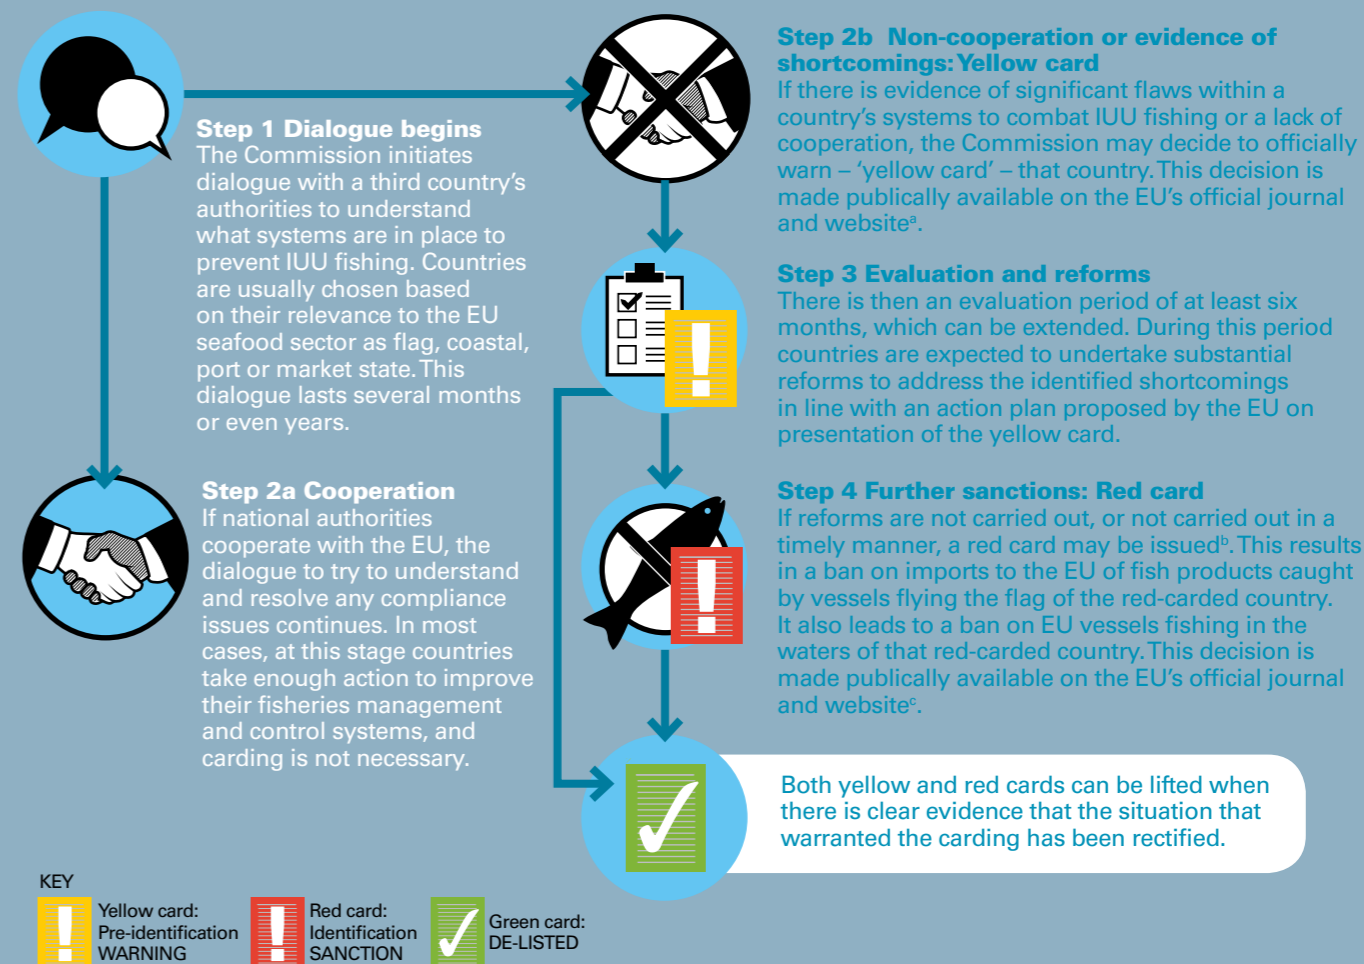 Step 1 Dialogue begins
The Commission initiates
dialogue with a third country’s
authorities to understand
what systems are in place to
prevent IUU fishing. Countries
are usually chosen based
on their relevance to the EU
seafood sector as flag, coastal,
port or market state. This
dialogue lasts several months
or even years.
Step 2a Cooperation
If national authorities
cooperate with the EU, the
dialogue to try to understand
and resolve any compliance
issues continues. In most
cases, at this stage countries
take enough action to improve
their fisheries management
and control systems, and
carding is not necessary.
Step 2b Non-cooperation or evidence of
shortcomings: Yellow card
If there is evidence of significant flaws within a
country’s systems to combat IUU fishing or a lack of
cooperation, the Commission may decide to officially
warn – ‘yellow card’ – that country. This decision is
made publically available on the EU’s official journal
and websiteᵃ.
Step 3 Evaluation and reforms
There is then an evaluation period of at least six
months, which can be extended. During this period
countries are expected to undertake substantial
reforms to address the identified shortcomings
in line with an action plan proposed by the EU on
presentation of the yellow card.
Step 4 Further sanctions: Red card
If reforms are not carried out, or not carried out in a
timely manner, a red card may be issuedᵇ. This results
in a ban on imports to the EU of fish products caught
by vessels flying the flag of the red-carded country.
It also leads to a ban on EU vessels fishing in the
waters of that red-carded country. This decision is
made publically available on the EU’s official journal
and websiteᶜ.
Both yellow and red cards can be lifted when
there is clear evidence that the situation that
warranted the carding has been rectified.
KEY
Yellow card:
Pre-identification
WARNING
Red card:
Identification
SANCTION
Green card:
DE-LISTED